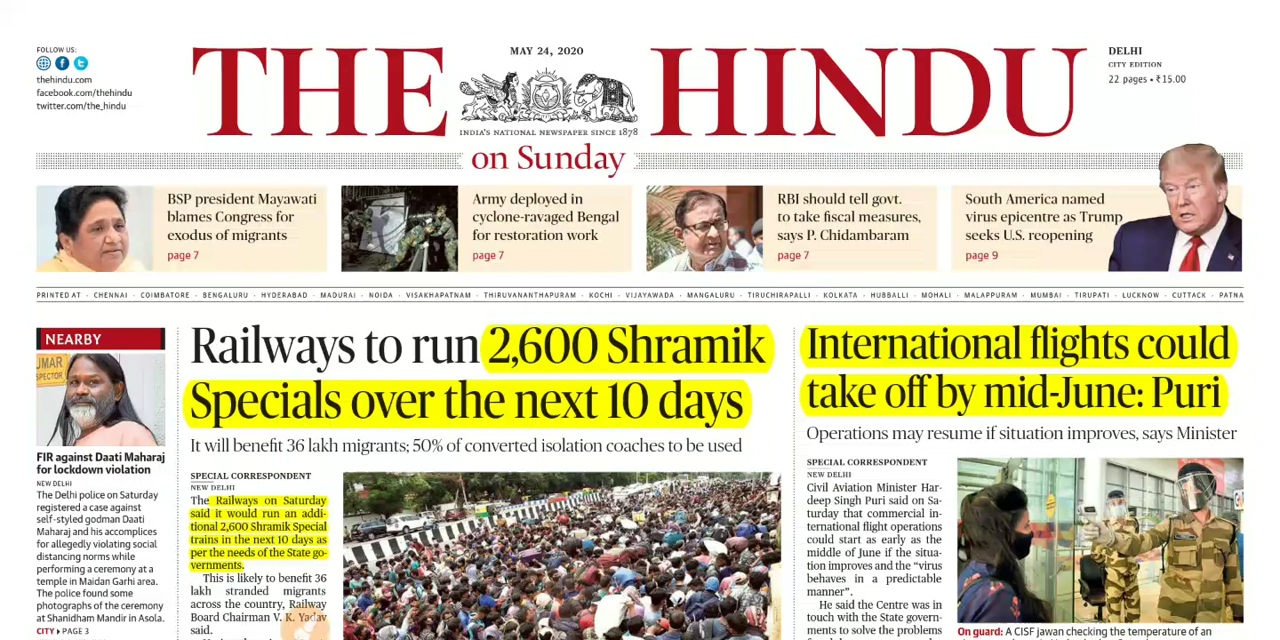 FOLLOW US:
thehindu.com
facebook.com/thehindu
twitter.com/the_hindu
THE HINDU
MAY 24, 2020
INDIA'S NATIONAL NEWSPAPER SINCE 1878
on Sunday
DELHI
CITY EDITION
22 pages • ₹15.00
BSP president Mayawati
blames Congress for
exodus of migrants
page 7
Army deployed in
cyclone-ravaged Bengal
for restoration work
page 7
RBI should tell govt.
to take fiscal measures,
says P. Chidambaram
page 7
South America named
virus epicentre as Trump
seeks U.S. reopening
page 9
PRINTED AT · CHENNAI · COIMBATORE · BENGALURU · HYDERABAD · MADURAI · NOIDA · VISAKHAPATNAM · THIRUVANANTHAPURAM · KOCHI · VIJAYAWADA · MANGALURU · TIRUCHIRAPALLI · KOLKATA · HUBBALLI · MOHALI · MALAPPURAM · MUMBAI · TIRUPATI · LUCKNOW · CUTTACK · PATNA
NEARBY
UMAR
SPECTOR
FIR against Daati Maharaj
for lockdown violation
NEW DELHI
The Delhi police on Saturday
registered a case against
self-styled godman Daati
Maharaj and his accomplices
for allegedly violating social
distancing norms while
performing a ceremony at a
temple in Maidan Garhi area.
The police found some
photographs of the ceremony
at Shanidham Mandir in Asola.
CITY ▸ PAGE 3
Railways to run 2,600 Shramik
Specials over the next 10 days
It will benefit 36 lakh migrants; 50% of converted isolation coaches to be used
SPECIAL CORRESPONDENT
NEW DELHI
The Railways on Saturday
said it would run an addi-
tional 2,600 Shramik Special
trains in the next 10 days as
per the needs of the State go-
vernments.
This is likely to benefit 36
lakh stranded migrants
across the country, Railway
Board Chairman V. K. Yadav
said.
International flights could
take off by mid-June: Puri
Operations may resume if situation improves, says Minister
SPECIAL CORRESPONDENT
NEW DELHI
Civil Aviation Minister Har-
deep Singh Puri said on Sa-
turday that commercial in-
ternational flight operations
could start as early as the
middle of June if the situa-
tion improves and the “virus
behaves in a predictable
manner”.
He said the Centre was in
touch with the State govern-
ments to solve the problems
On guard: A CISF jawan checking the temperature of an